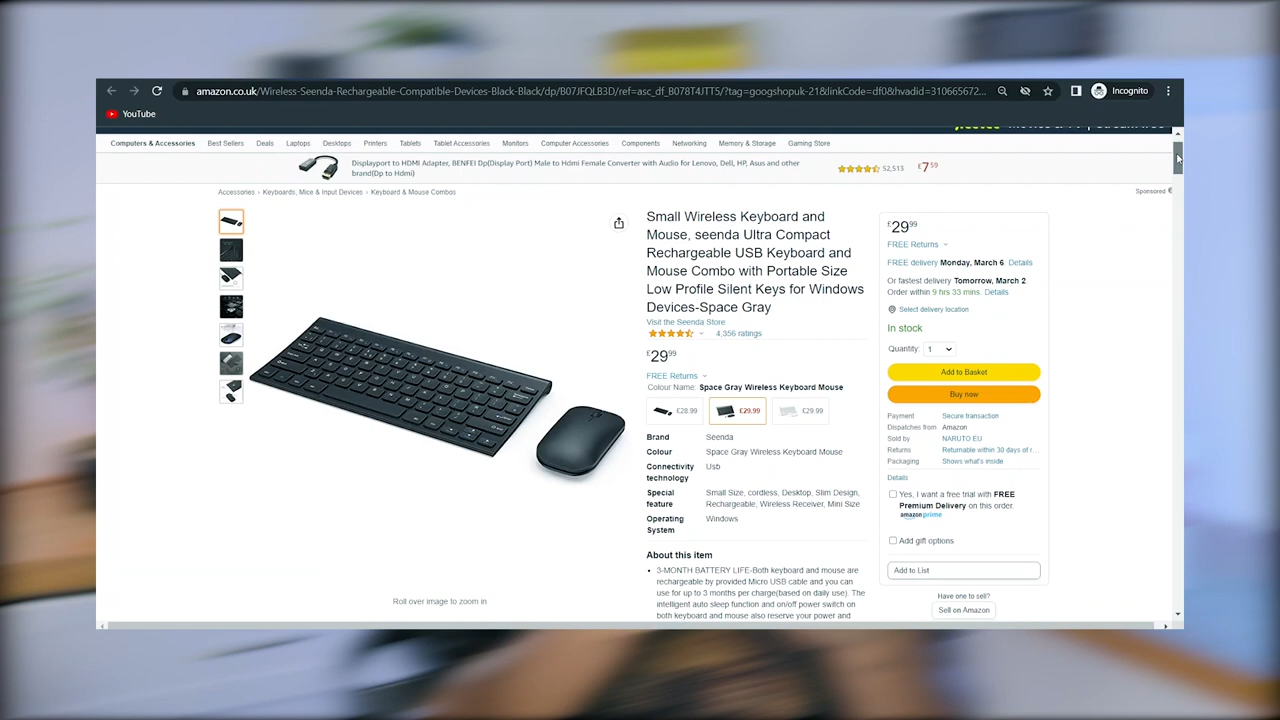 amazon.co.uk/Wireless-Seenda-Rechargeable-Compatible-Devices-Black-Black/dp/B07JFQLB3D/ref=asc_df_B078T4JTT5/?tag=googshopuk-21&linkCode=df0&hvadid=310665672...
Incognito
YouTube
Computers & Accessories Best Sellers Deals Laptops Desktops Printers Tablets Tablet Accessories Monitors Computer Accessories Components Networking Memory & Storage Gaming Store
Displayport to HDMI Adapter, BENFEI Dp(Display Port) Male to Hdmi Female Converter with Audio for Lenovo, Dell, HP, Asus and other
brand(Dp to Hdmi)
52,513
£759
Accessories › Keyboards, Mice & Input Devices › Keyboard & Mouse Combos
Sponsored
Small Wireless Keyboard and
Mouse, seenda Ultra Compact
Rechargeable USB Keyboard and
Mouse Combo with Portable Size
Low Profile Silent Keys for Windows
Devices-Space Gray
Visit the Seenda Store
4,356 ratings
£2999
FREE Returns
Colour Name: Space Gray Wireless Keyboard Mouse
£28.99 £29.99 £29.99
Brand Seenda
Colour Space Gray Wireless Keyboard Mouse
Connectivity technology Usb
Special feature Small Size, cordless, Desktop, Slim Design,
Rechargeable, Wireless Receiver, Mini Size
Operating System Windows
About this item
• 3-MONTH BATTERY LIFE-Both keyboard and mouse are
rechargeable by provided Micro USB cable and you can
use for up to 3 months per charge(based on daily use). The
intelligent auto sleep function and on/off power switch on
both keyboard and mouse also reserve your power and
Roll over image to zoom in
£2999
FREE Returns
FREE delivery Monday, March 6. Details
Or fastest delivery Tomorrow, March 2.
Order within 9 hrs 33 mins. Details
Select delivery location
In stock
Quantity: 1
Add to Basket
Buy now
Payment Secure transaction
Dispatches from Amazon
Sold by NARUTO EU
Returns Returnable within 30 days of r...
Packaging Shows what's inside
Details
Yes, I want a free trial with FREE
Premium Delivery on this order.
amazon prime
Add gift options
Add to List
Have one to sell?
Sell on Amazon